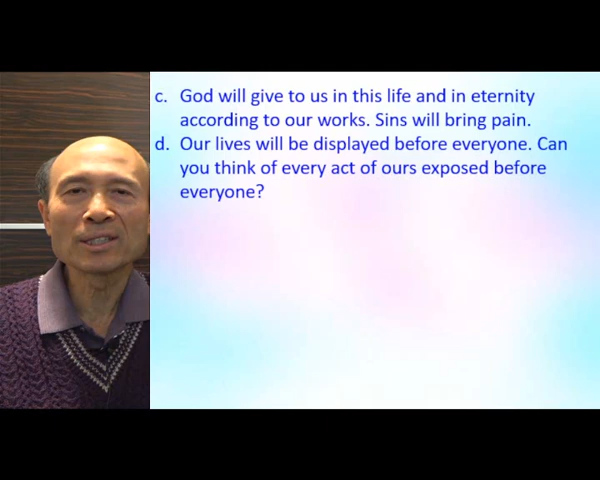 c. God will give to us in this life and in eternity
according to our works. Sins will bring pain.
d. Our lives will be displayed before everyone. Can
you think of every act of ours exposed before
everyone?